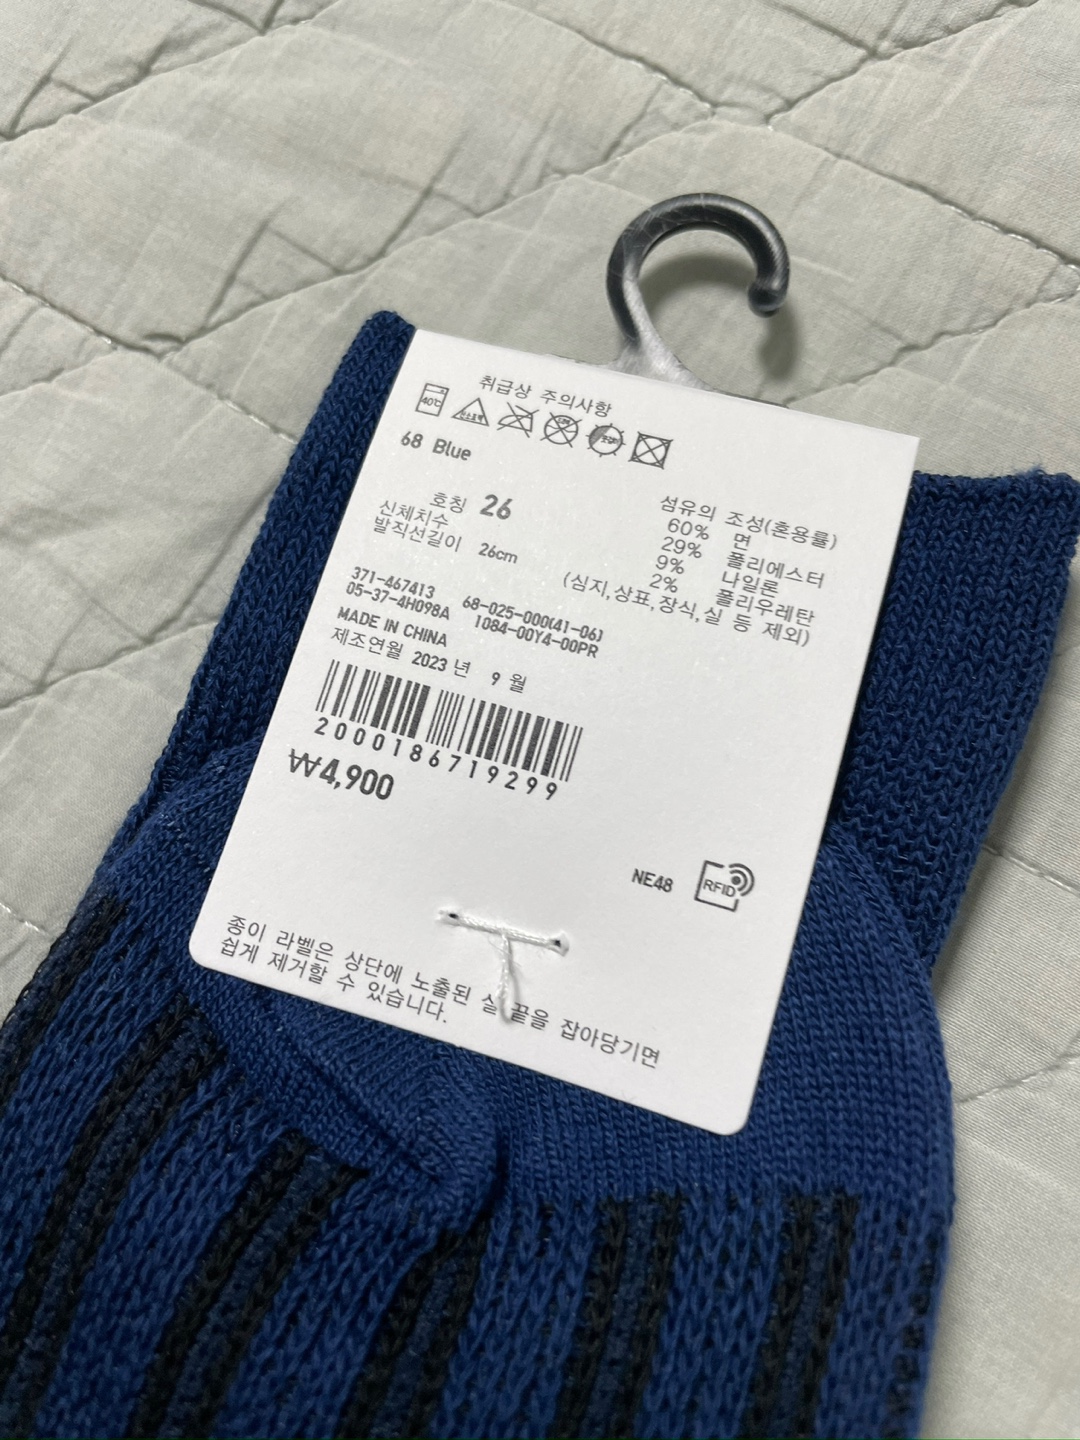 취급상 주의사항
40℃
68 Blue
호칭 26
신체치수
발직선길이 26cm
섬유의 조성(혼용률)
60% 면
29% 폴리에스터
9% 나일론
2% 폴리우레탄
(심지,상표,장식,실 등 제외)
371-467413 68-025-000(41-06)
05-37-4H098A 1084-00Y4-00PR
MADE IN CHINA
제조연월 2023 년 9 월
2000186719299
₩4,900
NE48 RFID
종이 라벨은 상단에 노출된 실 끝을 잡아당기면
쉽게 제거할 수 있습니다.